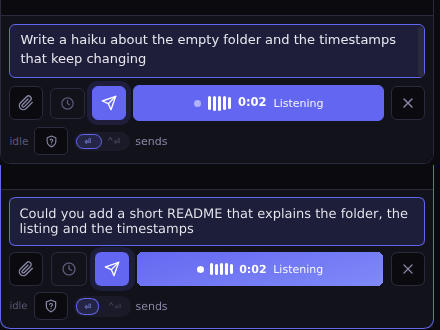 Write a haiku about the empty folder and the timestamps
that keep changing
0:02 Listening
idle
sends
Could you add a short README that explains the folder, the
listing and the timestamps
0:02 Listening
idle
sends